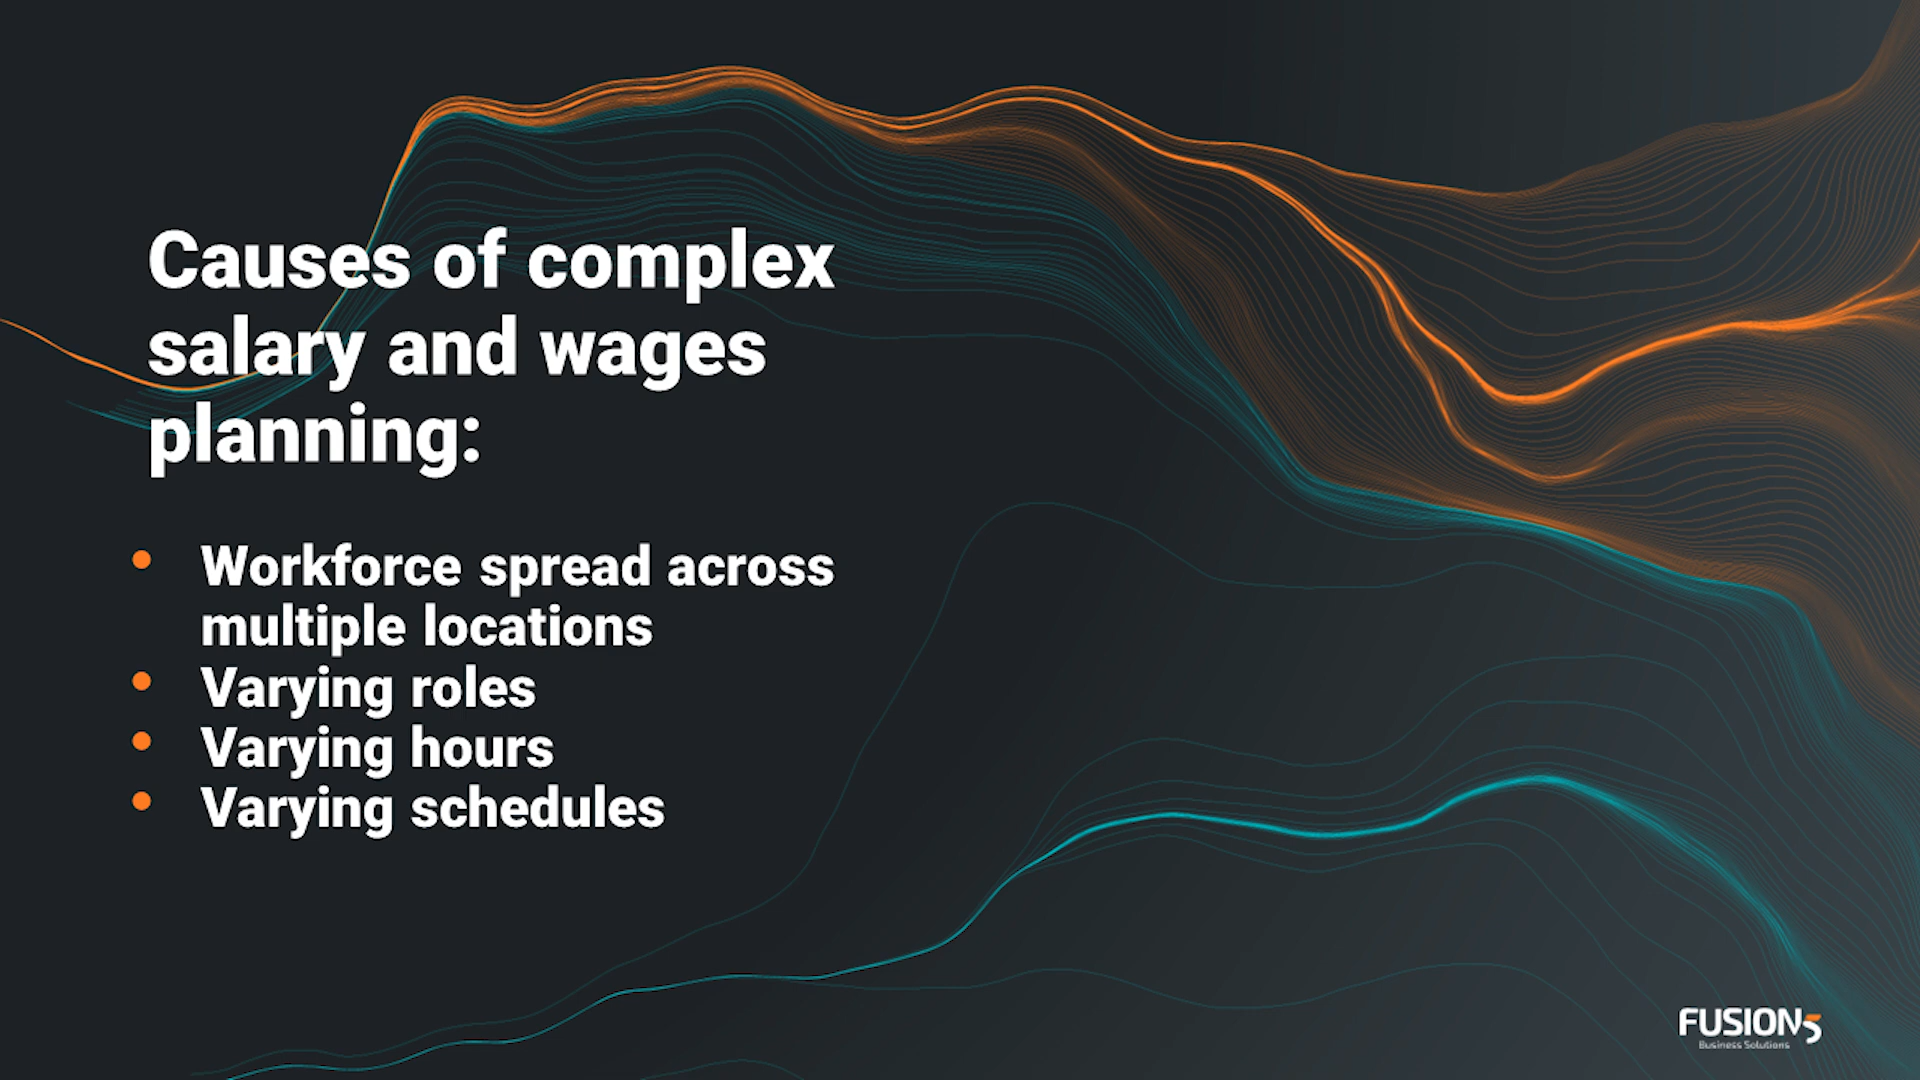 Causes of complex
salary and wages
planning:
• Workforce spread across
multiple locations
• Varying roles
• Varying hours
• Varying schedules
FUSION5
Business Solutions